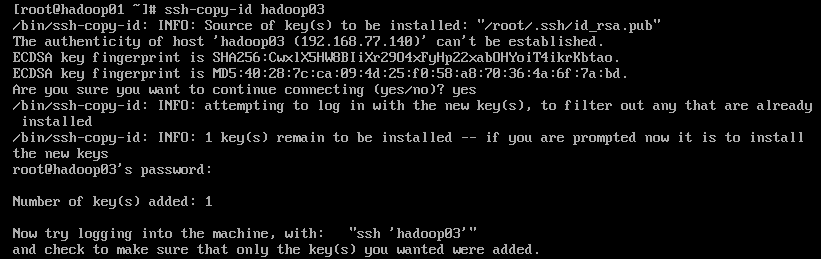 [root@hadoop01 ~]# ssh-copy-id hadoop03
/bin/ssh-copy-id: INFO: Source of key(s) to be installed: "/root/.ssh/id_rsa.pub"
The authenticity of host 'hadoop03 (192.168.77.140)' can't be established.
ECDSA key fingerprint is SHA256:CwxlX5HW8BIiXr29O4xFyHp22xabOHYoiT4ikrKbtao.
ECDSA key fingerprint is MD5:40:28:7c:ca:09:4d:25:f0:58:a8:70:36:4a:6f:7a:bd.
Are you sure you want to continue connecting (yes/no)? yes
/bin/ssh-copy-id: INFO: attempting to log in with the new key(s), to filter out any that are already
 installed
/bin/ssh-copy-id: INFO: 1 key(s) remain to be installed -- if you are prompted now it is to install
the new keys
root@hadoop03's password:
Number of key(s) added: 1
Now try logging into the machine, with:   "ssh 'hadoop03'"
and check to make sure that only the key(s) you wanted were added.